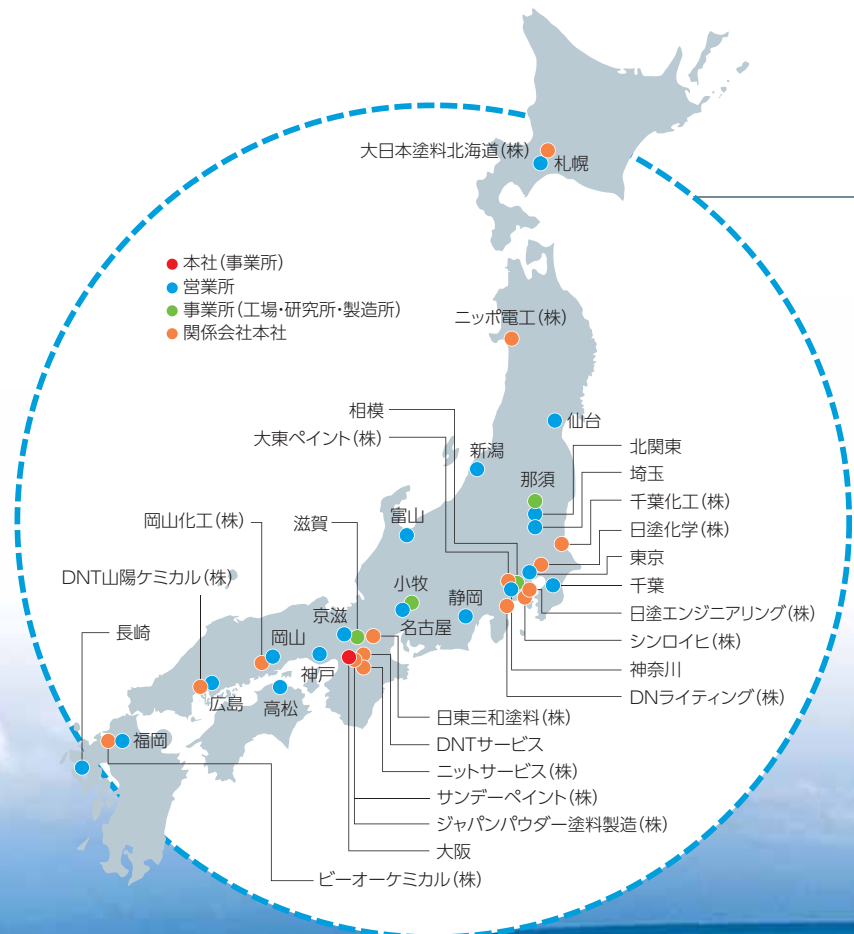 大日本塗料北海道(株)
札幌
本社(事業所)
営業所
事業所(工場・研究所・製造所)
関係会社本社
ニッポ電工(株)
相模
仙台
大東ペイント(株)
北関東
新潟
埼玉
那須
千葉化工(株)
岡山化工(株)
滋賀
富山
日塗化学(株)
東京
DNT山陽ケミカル(株)
小牧
千葉
静岡
京滋
名古屋
日塗エンジニアリング(株)
長崎
岡山
シンロイヒ(株)
神戸
神奈川
広島
高松
DNライティング(株)
日東三和塗料(株)
福岡
DNTサービス
ニットサービス(株)
サンデーペイント(株)
ジャパンパウダー塗料製造(株)
大阪
ビーオーケミカル(株)